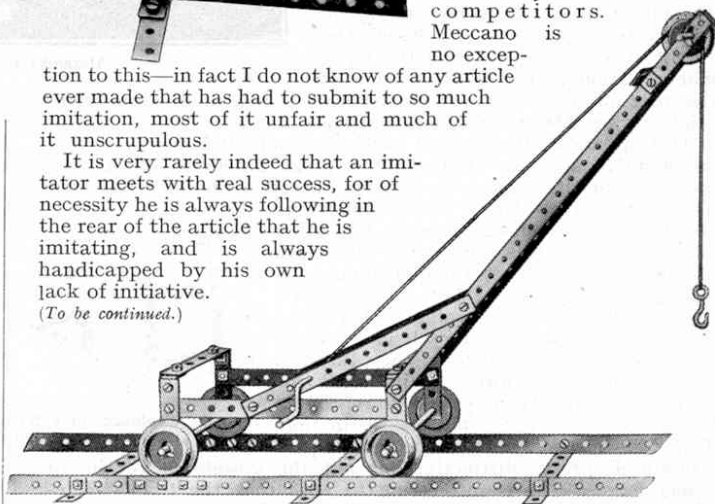 competitors.
Meccano is
no excep-
tion to this—in fact I do not know of any article
ever made that has had to submit to so much
imitation, most of it unfair and much of
it unscrupulous.
It is very rarely indeed that an imi-
tator meets with real success, for of
necessity he is always following in
the rear of the article that he is
imitating, and is always
handicapped by his own
lack of initiative.
(To be continued.)